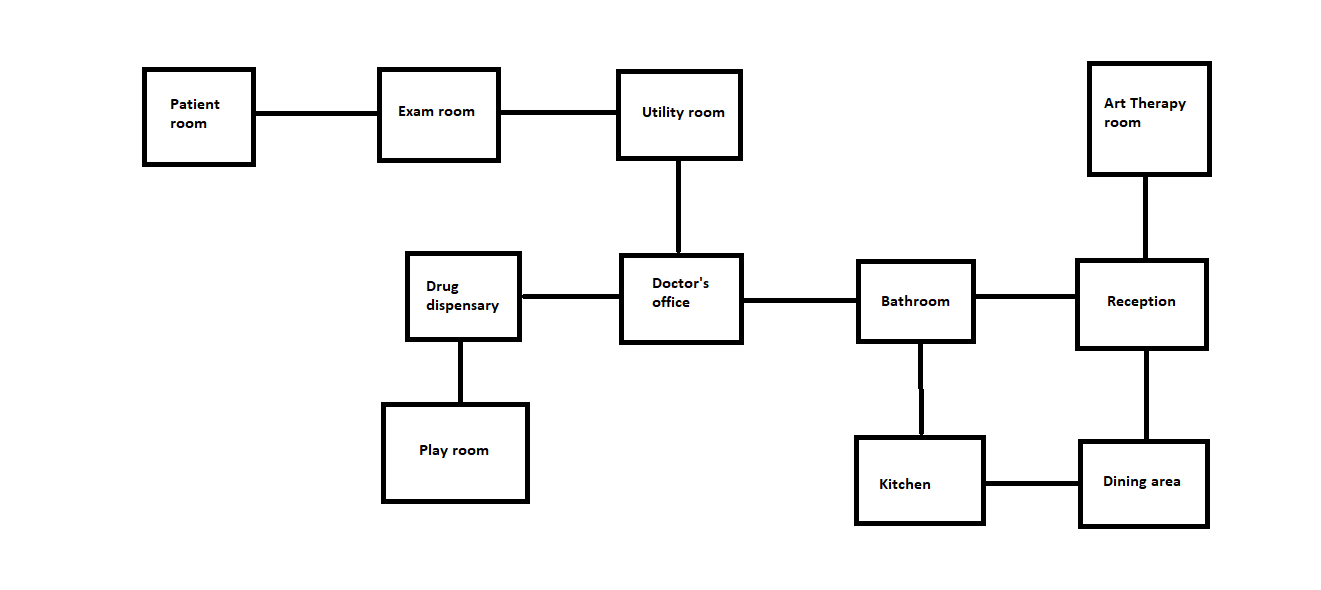 Patient
room
Exam room
Utility room
Art Therapy
room
Drug
dispensary
Doctor's
office
Bathroom
Reception
Play room
Kitchen
Dining area